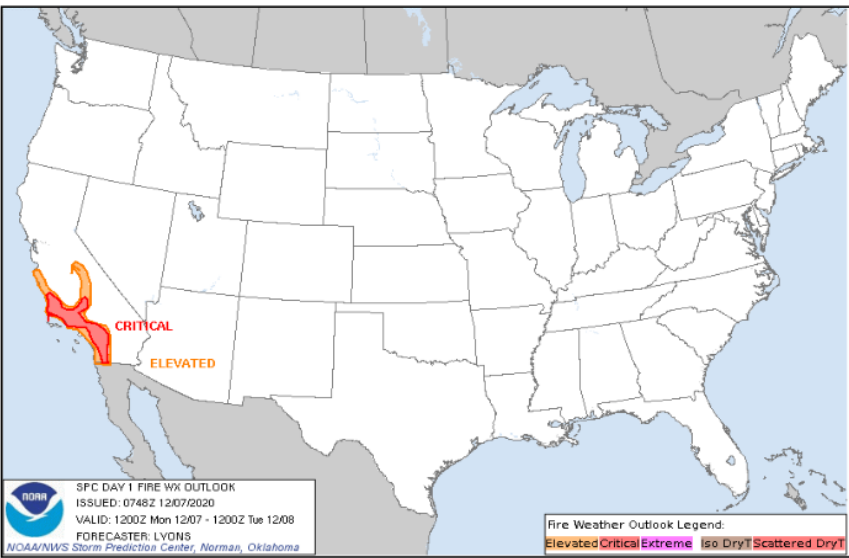 CRITICAL
ELEVATED
NOAA
SPC DAY 1 FIRE WX OUTLOOK
ISSUED: 0748Z 12/07/2020
VALID: 1200Z Mon 12/07 - 1200Z Tue 12/08
FORECASTER: LYONS
NOAA/NWS Storm Prediction Center, Norman, Oklahoma
Fire Weather Outlook Legend:
Elevated Critical Extreme Iso DryT Scattered DryT